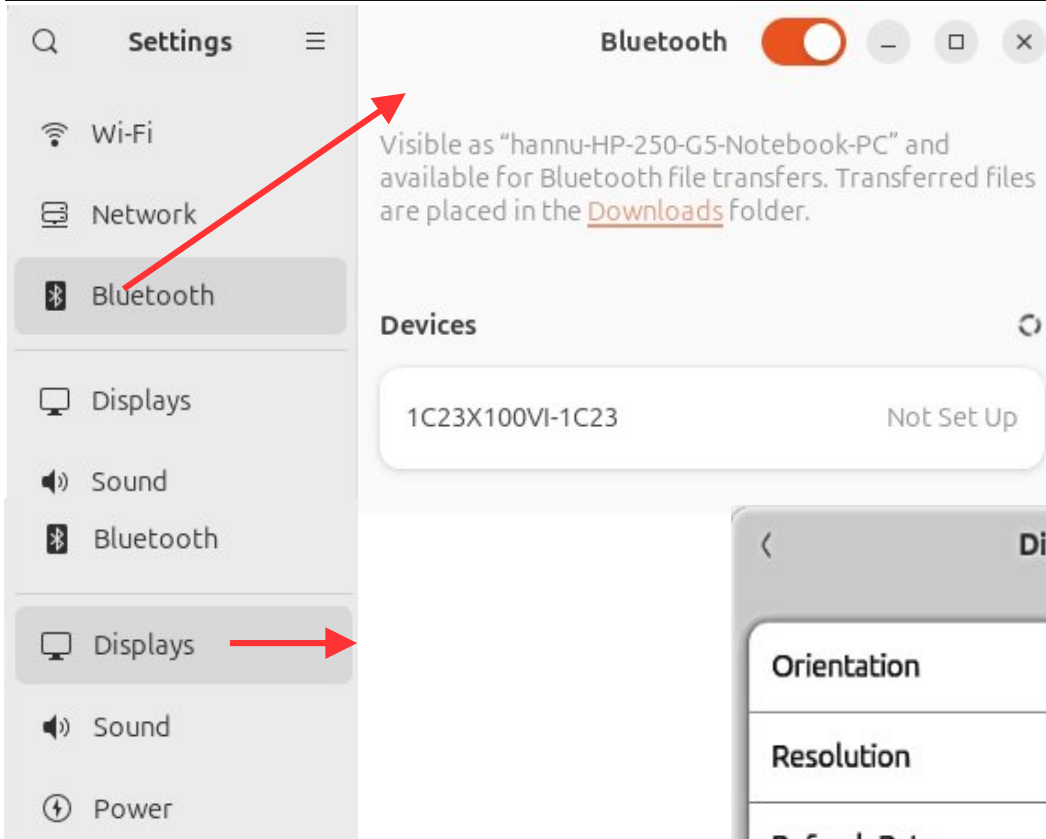 Settings
Bluetooth
Wi-Fi
Network
Bluetooth
Displays
Sound
Visible as “hannu-HP-250-G5-Notebook-PC” and
available for Bluetooth file transfers. Transferred files
are placed in the Downloads folder.
Devices
1C23X100VI-1C23 Not Set Up
Bluetooth
Displays
Sound
Power
Di
Orientation
Resolution